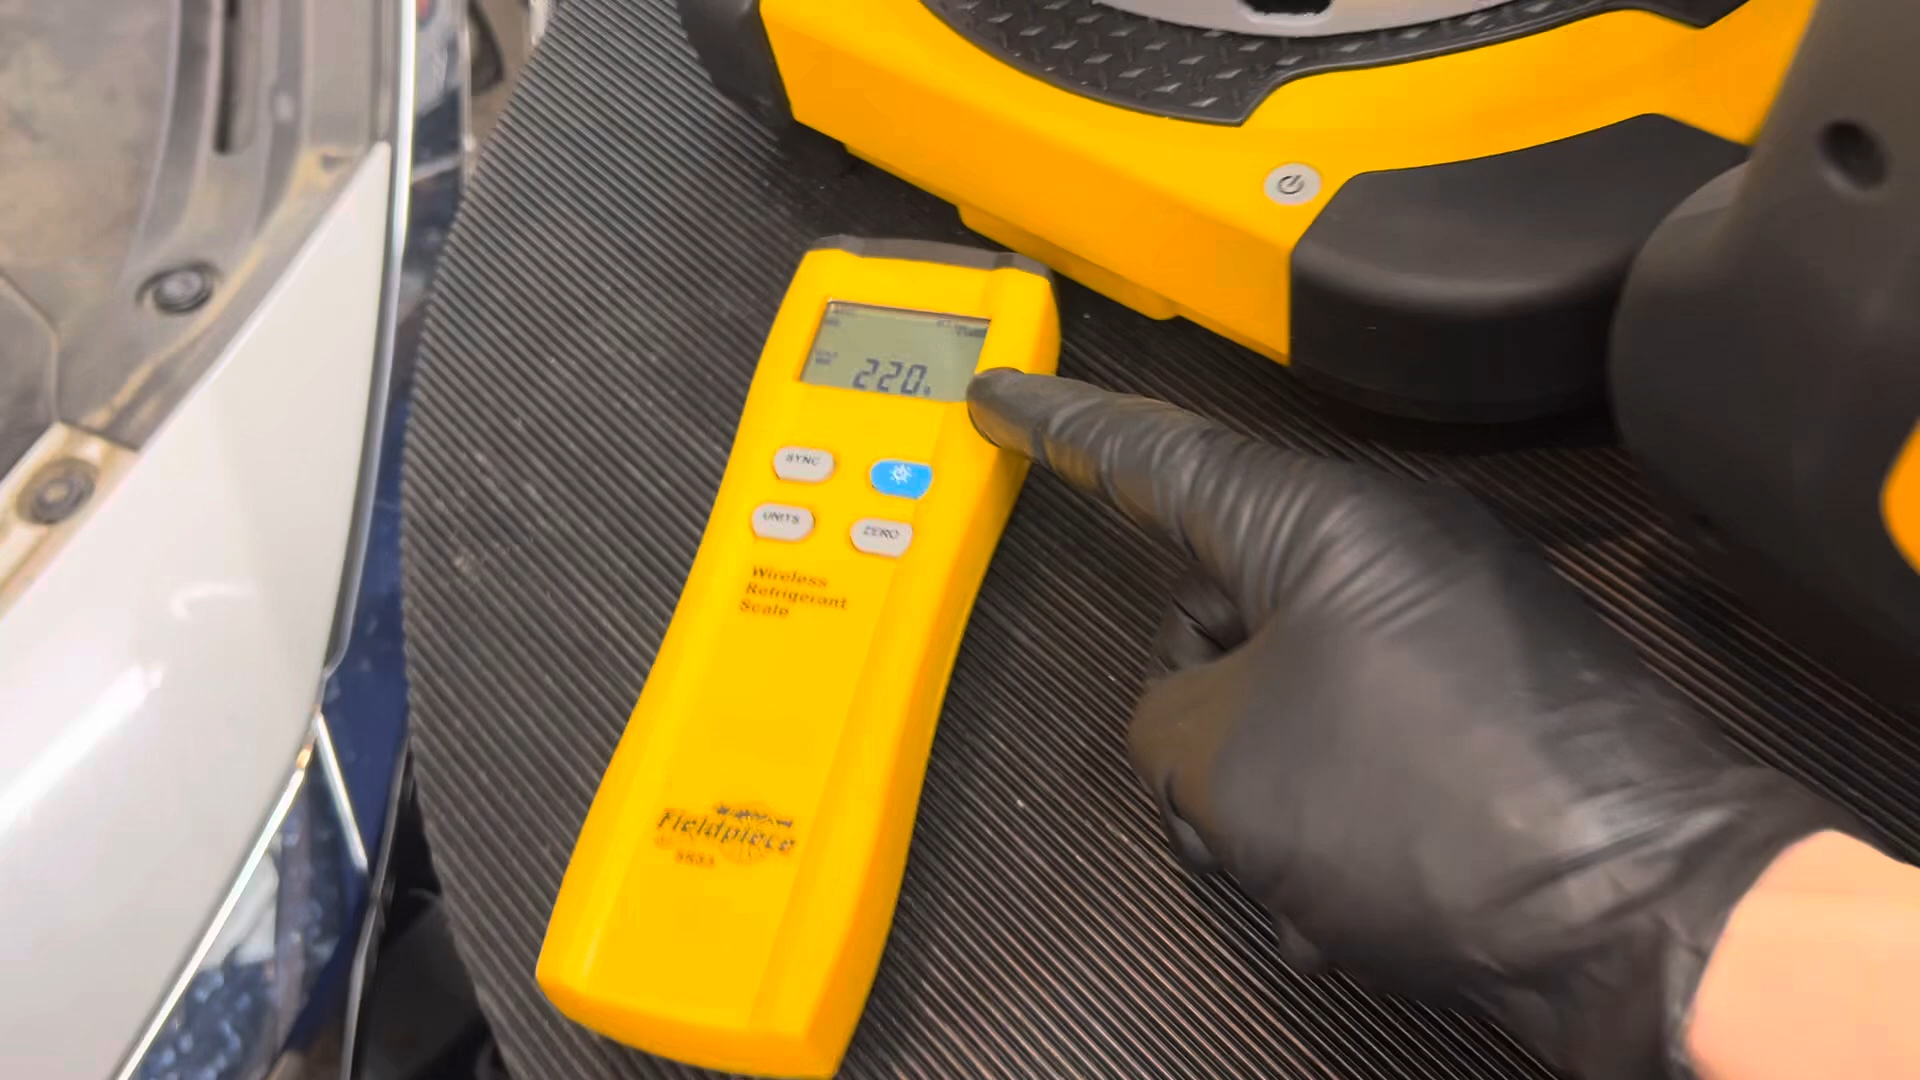 220.
SYNC
UNITS
ZERO
Wireless
Refrigerant
Scale
Fieldpiece